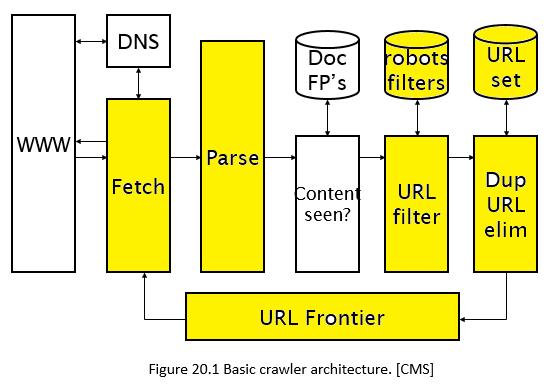 DNS
Doc
FP's
robots
filters
URL
set
WWW
Fetch
Parse
Content
seen?
URL
filter
Dup
URL
elim
URL Frontier
Figure 20.1 Basic crawler architecture. [CMS]